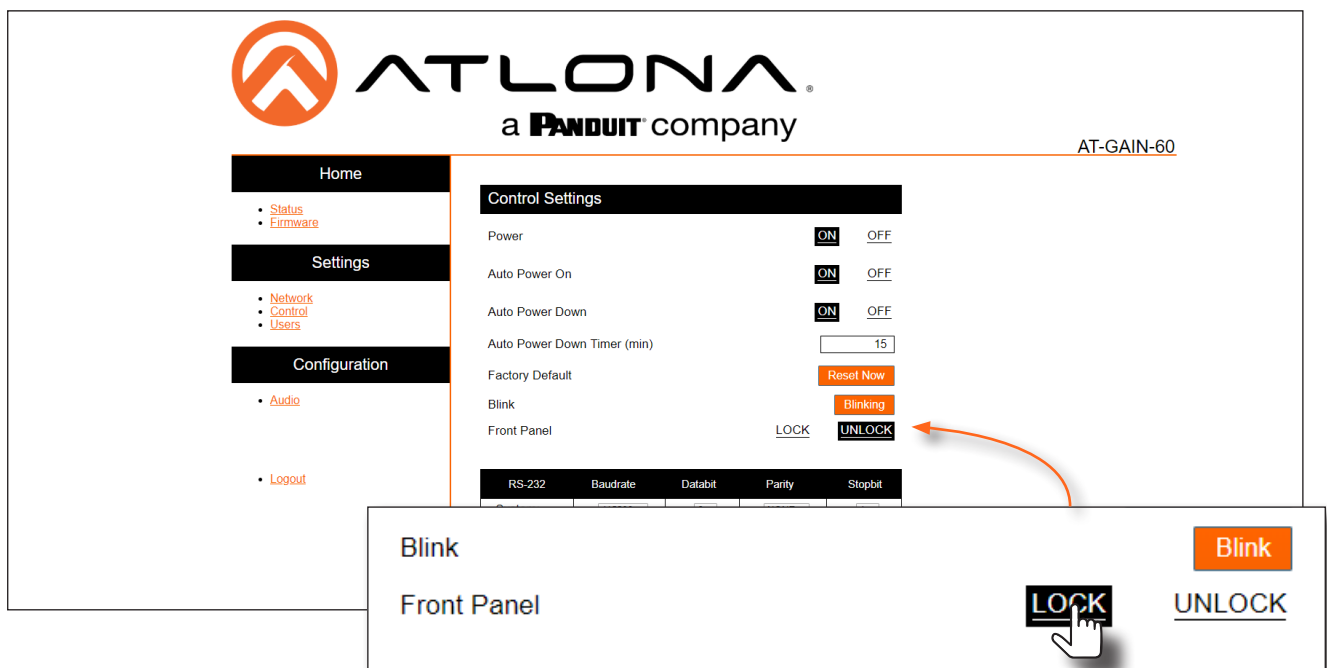 ATLONA®
a PANDUIT® company
AT-GAIN-60
Home
Status
Firmware
Settings
Network
Control
Users
Configuration
Audio
Logout
Control Settings
Power ON OFF
Auto Power On ON OFF
Auto Power Down ON OFF
Auto Power Down Timer (min) 15
Factory Default Reset Now
Blink Blinking
Front Panel LOCK UNLOCK
RS-232 Baudrate Databit Parity Stopbit
Blink Blink
Front Panel LOCK UNLOCK